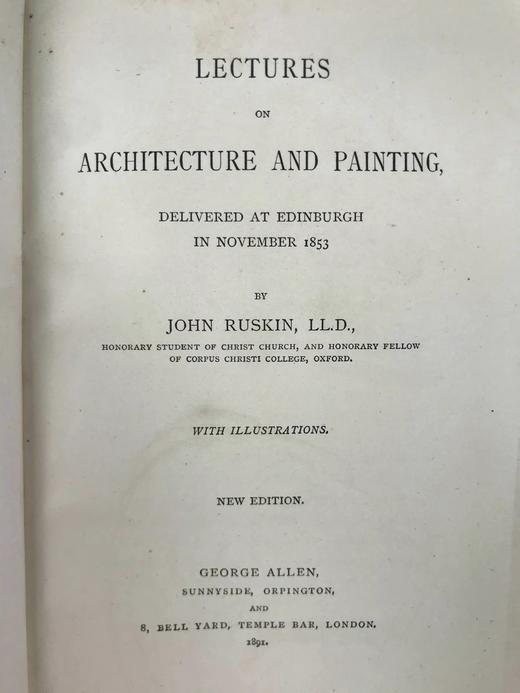 LECTURES
ON
ARCHITECTURE AND PAINTING,
DELIVERED AT EDINBURGH
IN NOVEMBER 1853
BY
JOHN RUSKIN, LL.D.,
HONORARY STUDENT OF CHRIST CHURCH, AND HONORARY FELLOW
OF CORPUS CHRISTI COLLEGE, OXFORD.
WITH ILLUSTRATIONS.
NEW EDITION.
GEORGE ALLEN,
SUNNYSIDE, ORPINGTON,
AND
8, BELL YARD, TEMPLE BAR, LONDON.
1891.